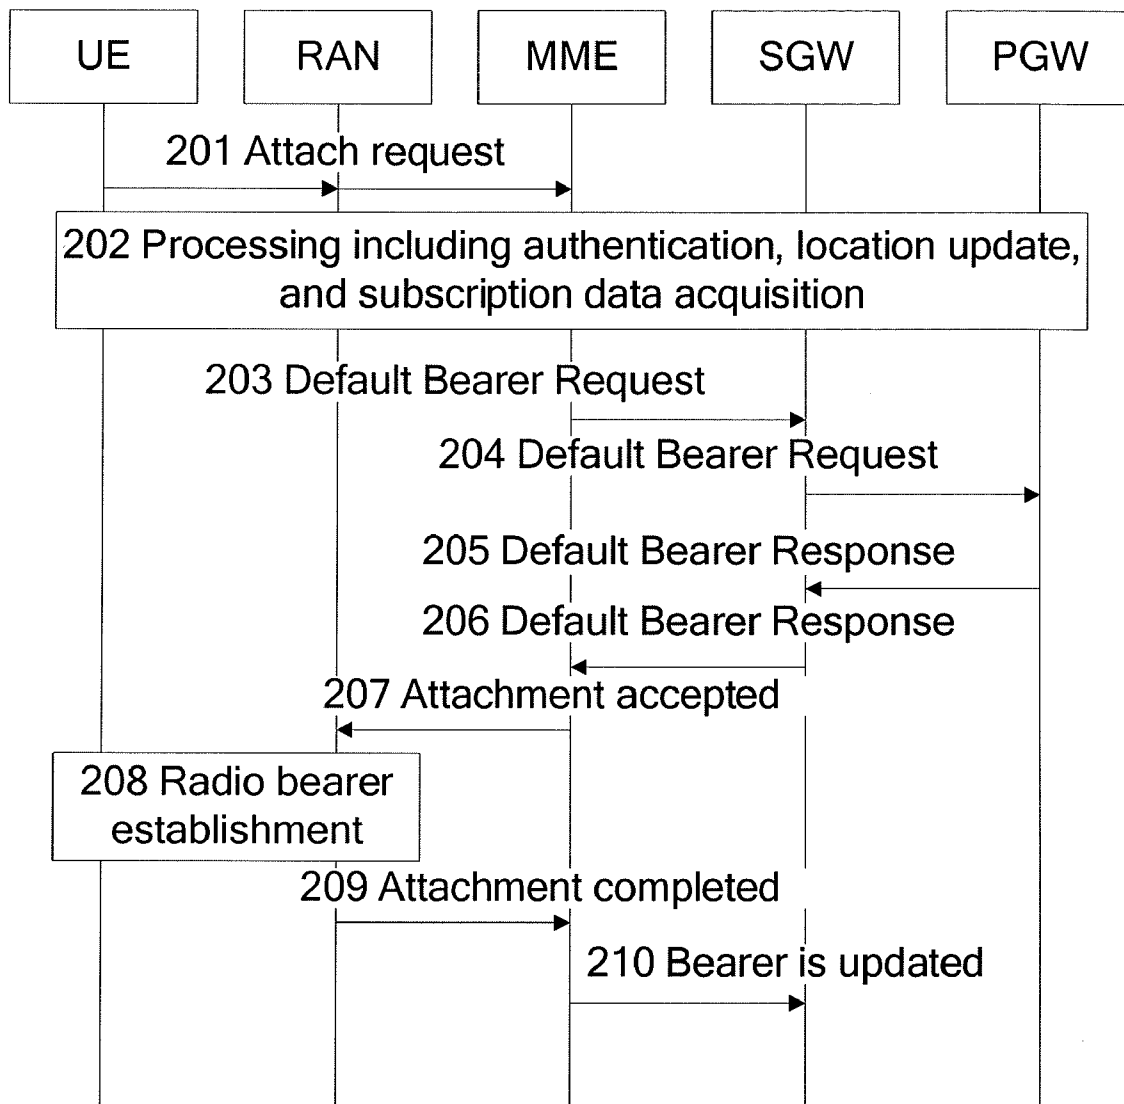 UE RAN MME SGW PGW
201 Attach request
202 Processing including authentication, location update,
and subscription data acquisition
203 Default Bearer Request
204 Default Bearer Request
205 Default Bearer Response
206 Default Bearer Response
207 Attachment accepted
208 Radio bearer
establishment
209 Attachment completed
210 Bearer is updated